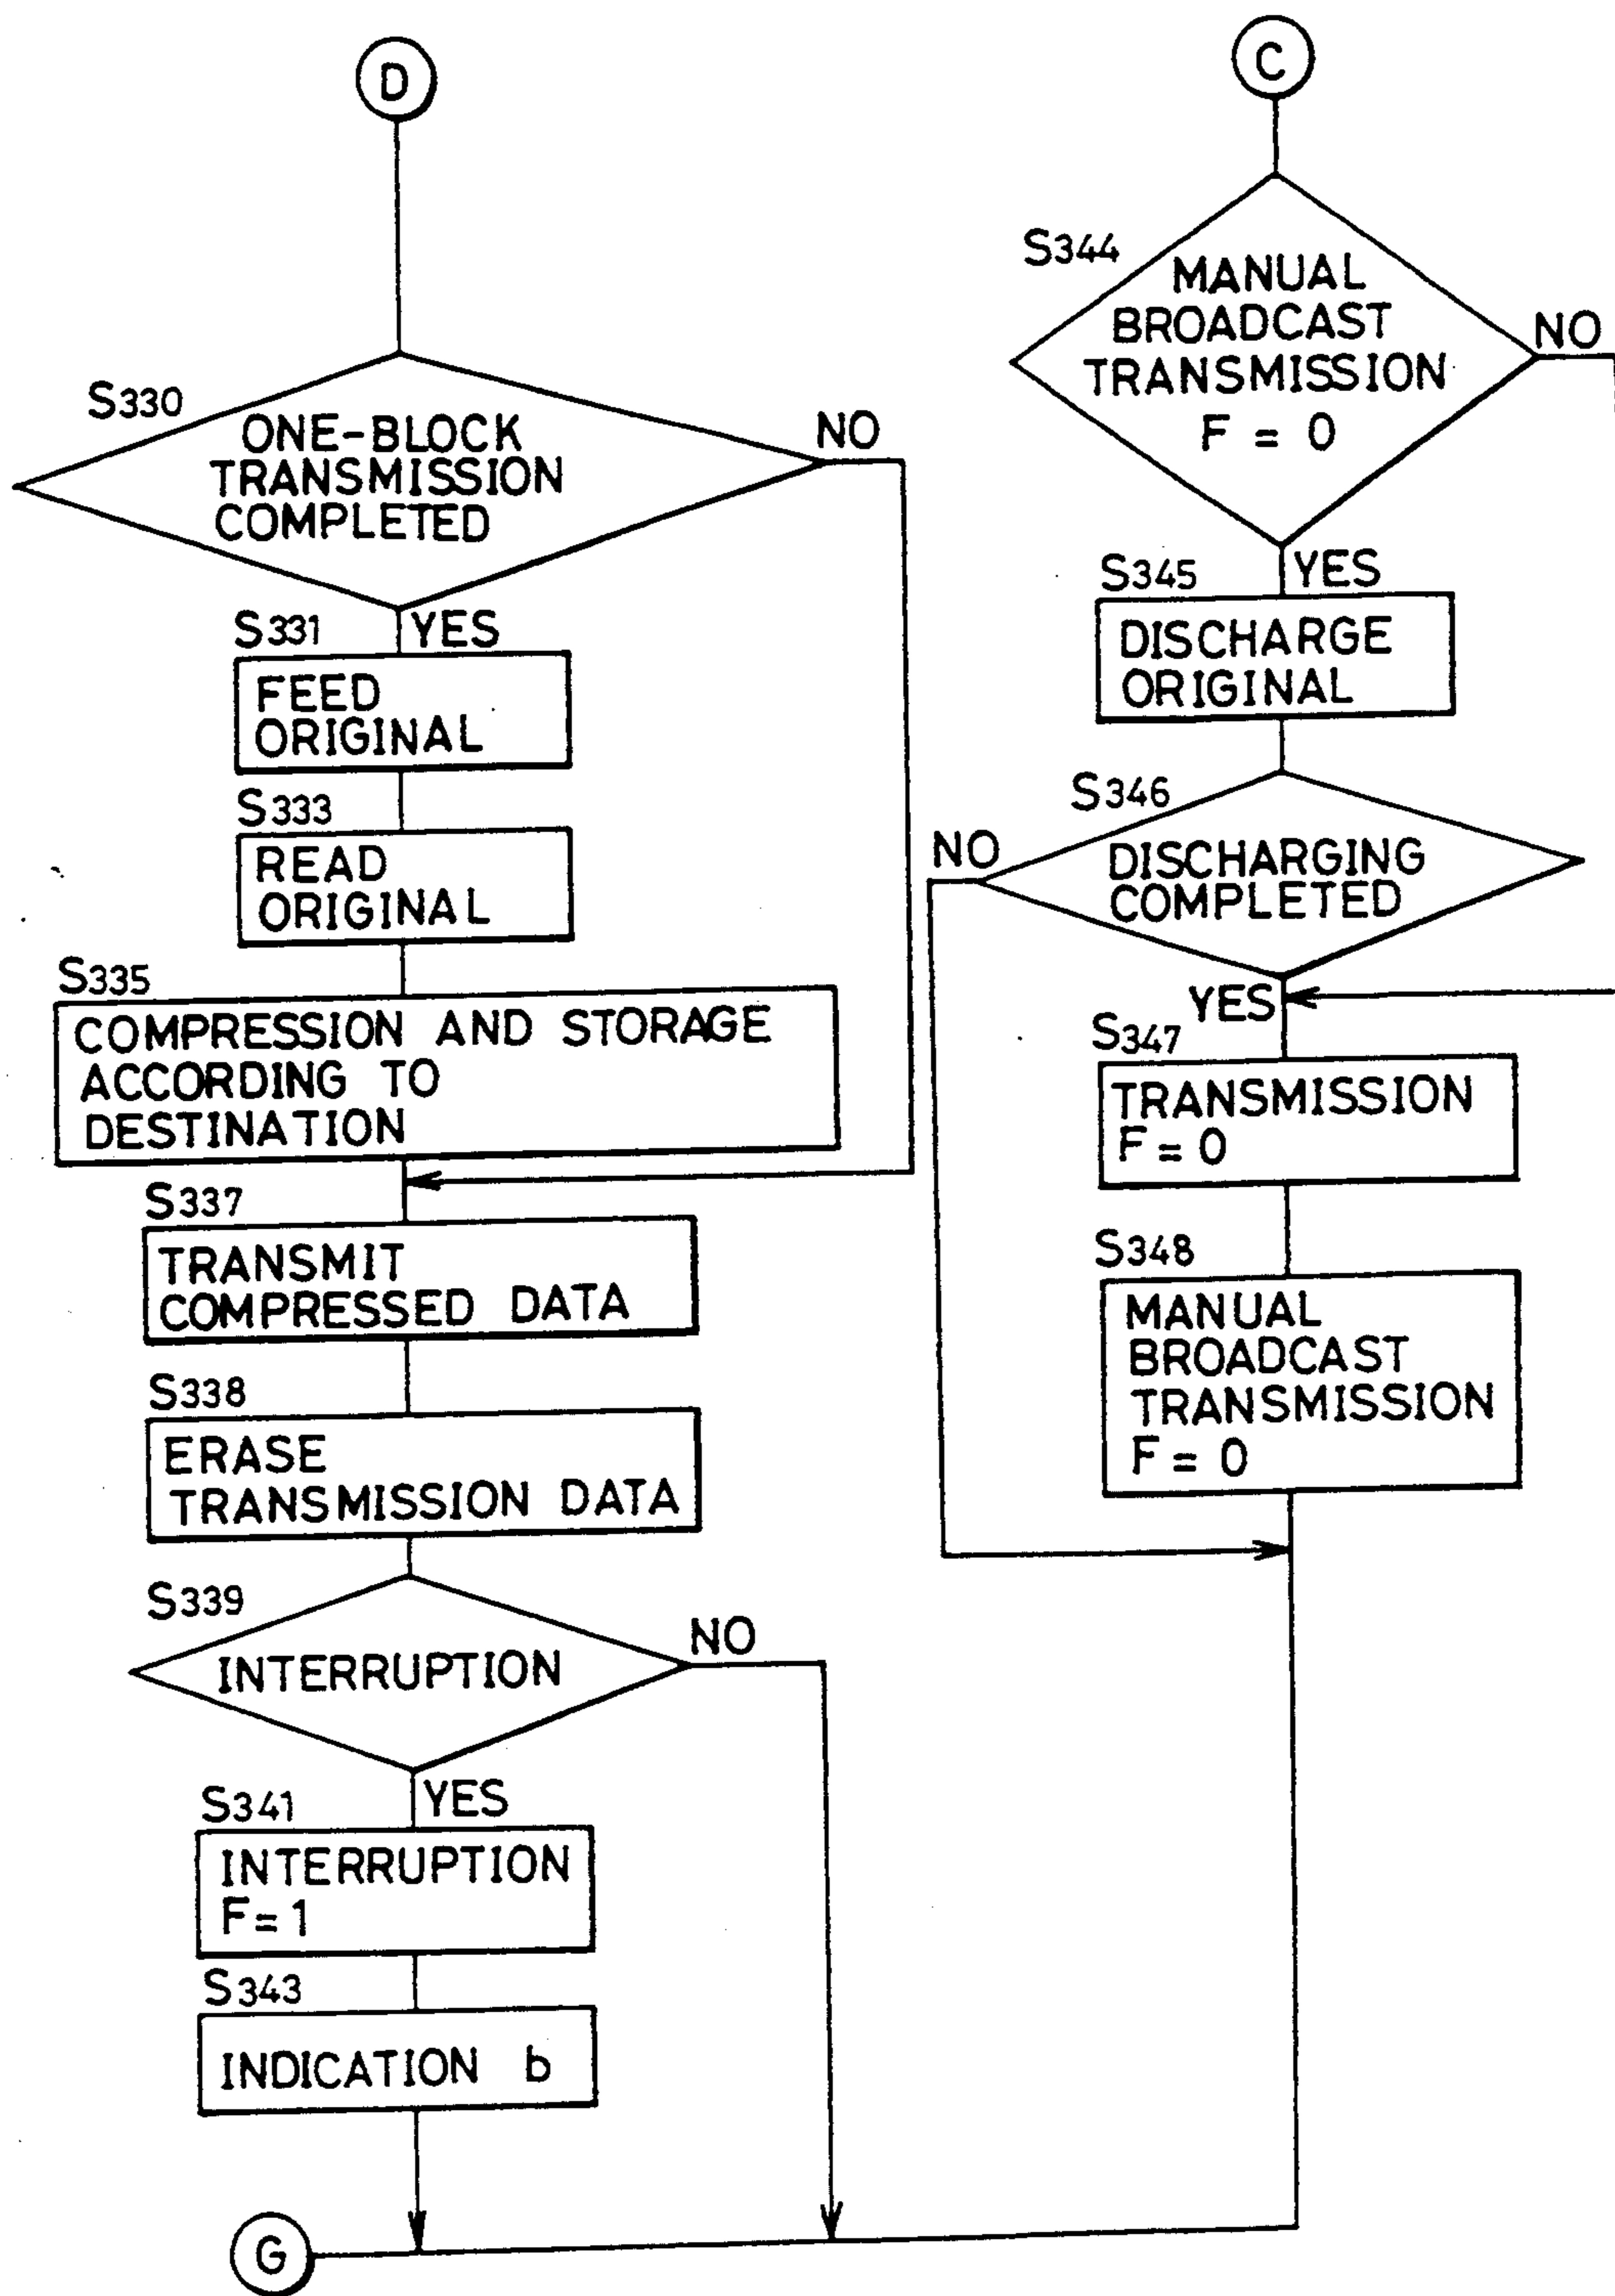 D
S330
ONE-BLOCK
TRANSMISSION
COMPLETED
NO
YES
S331
FEED
ORIGINAL
S333
READ
ORIGINAL
S335
COMPRESSION AND STORAGE
ACCORDING TO
DESTINATION
S337
TRANSMIT
COMPRESSED DATA
S338
ERASE
TRANSMISSION DATA
S339
INTERRUPTION
NO
YES
S341
INTERRUPTION
F=1
S343
INDICATION b
G
C
S344
MANUAL
BROADCAST
TRANSMISSION
F = 0
NO
YES
S345
DISCHARGE
ORIGINAL
S346
NO
DISCHARGING
COMPLETED
YES
S347
TRANSMISSION
F = 0
S348
MANUAL
BROADCAST
TRANSMISSION
F = 0